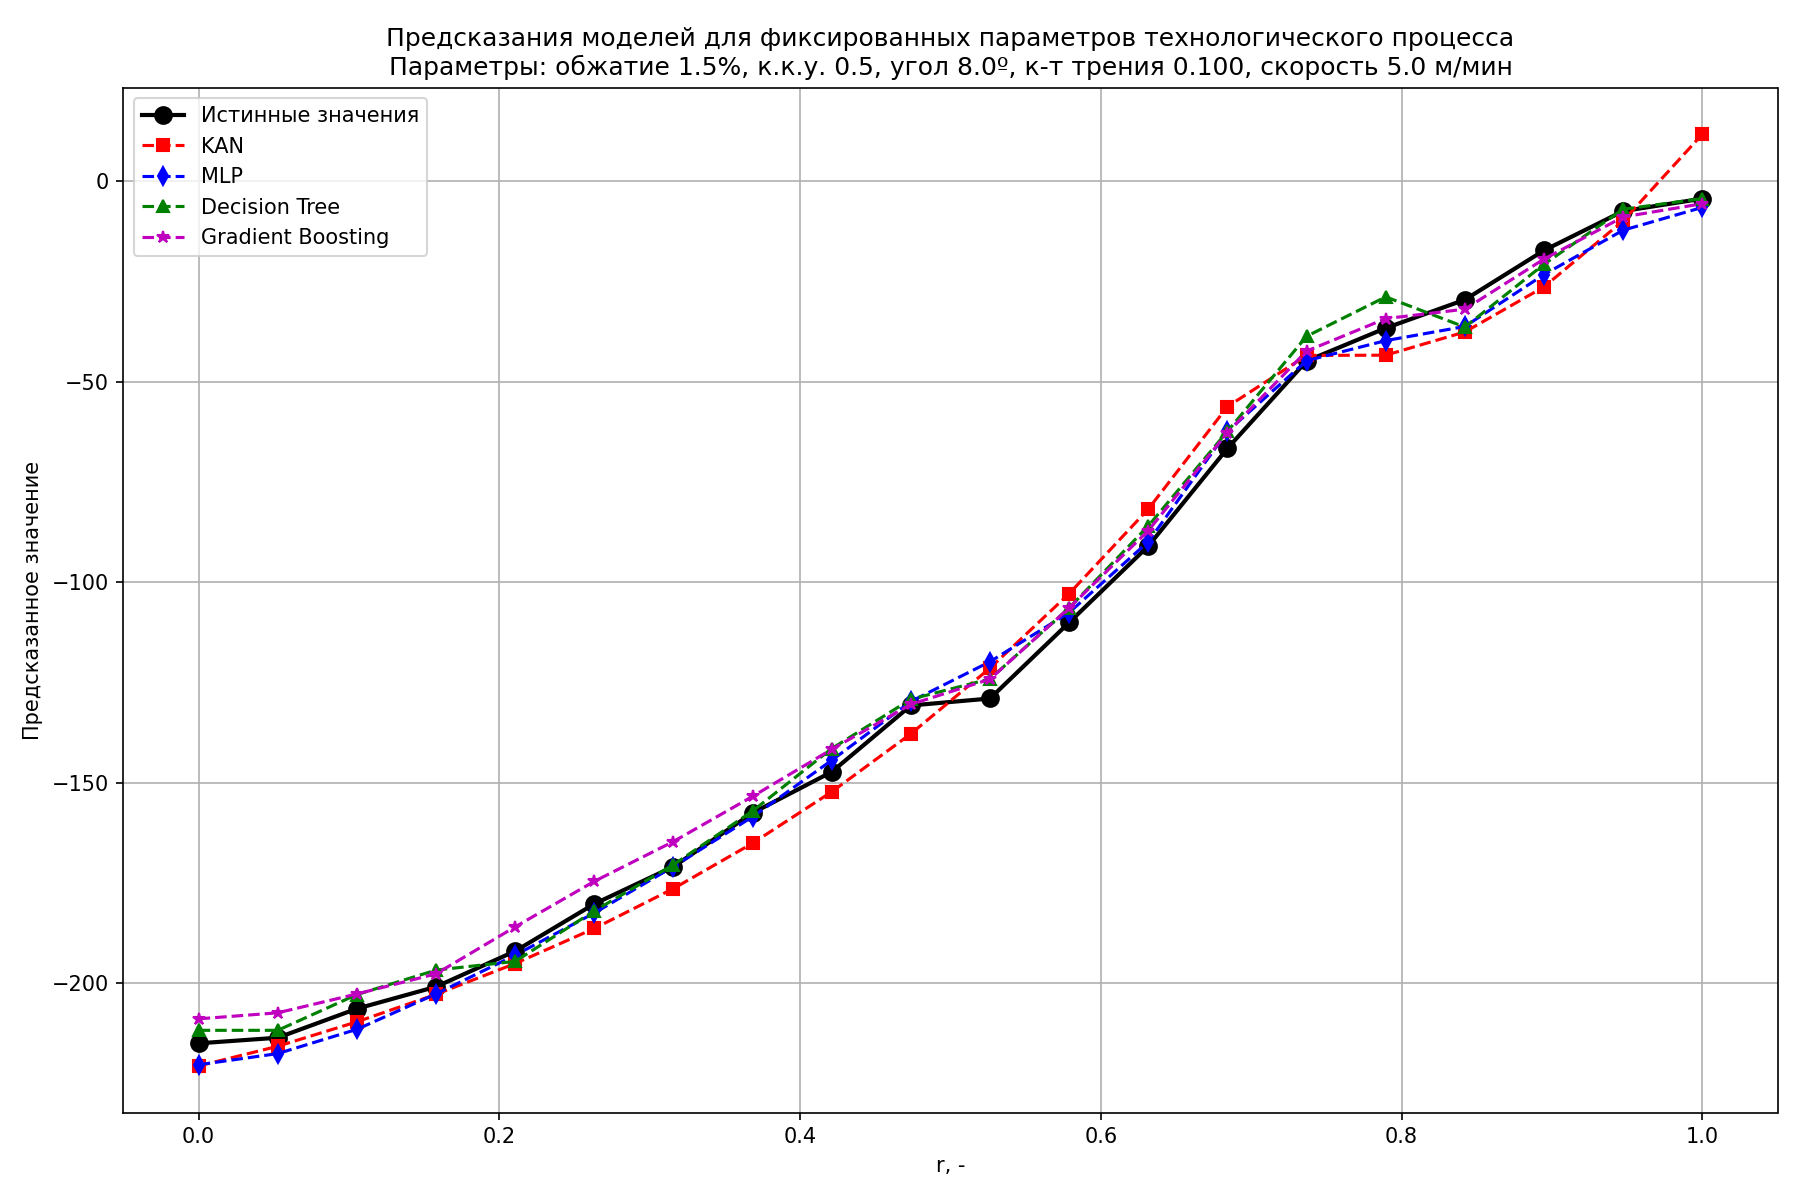 Предсказания моделей для фиксированных параметров технологического процесса
Параметры: обжатие 1.5%, к.к.у. 0.5, угол 8.0º, к-т трения 0.100, скорость 5.0 м/мин
Истинные значения
KAN
MLP
Decision Tree
Gradient Boosting
Предсказанное значение
0
−50
−100
−150
−200
0.0
0.2
0.4
0.6
0.8
1.0
r, -